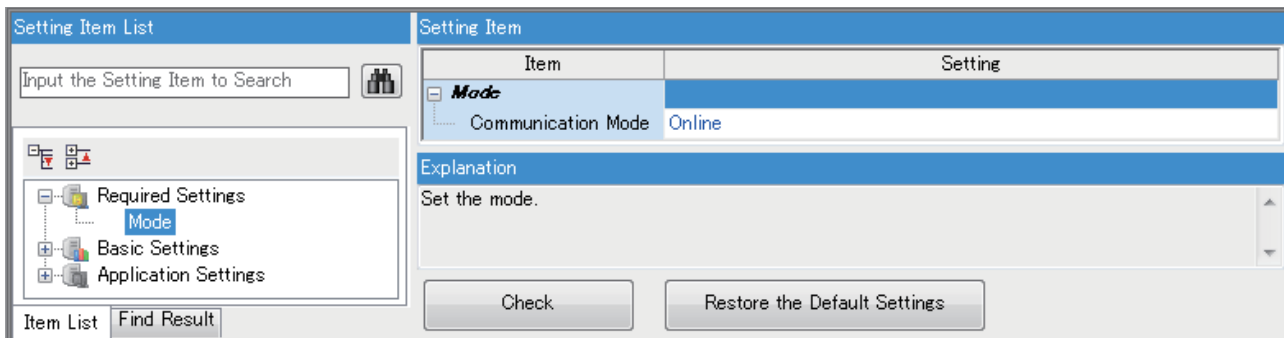 Setting Item List
Input the Setting Item to Search
Required Settings
Mode
Basic Settings
Application Settings
Item List
Find Result
Setting Item
Item
Setting
Mode
Communication Mode
Online
Explanation
Set the mode.
Check
Restore the Default Settings